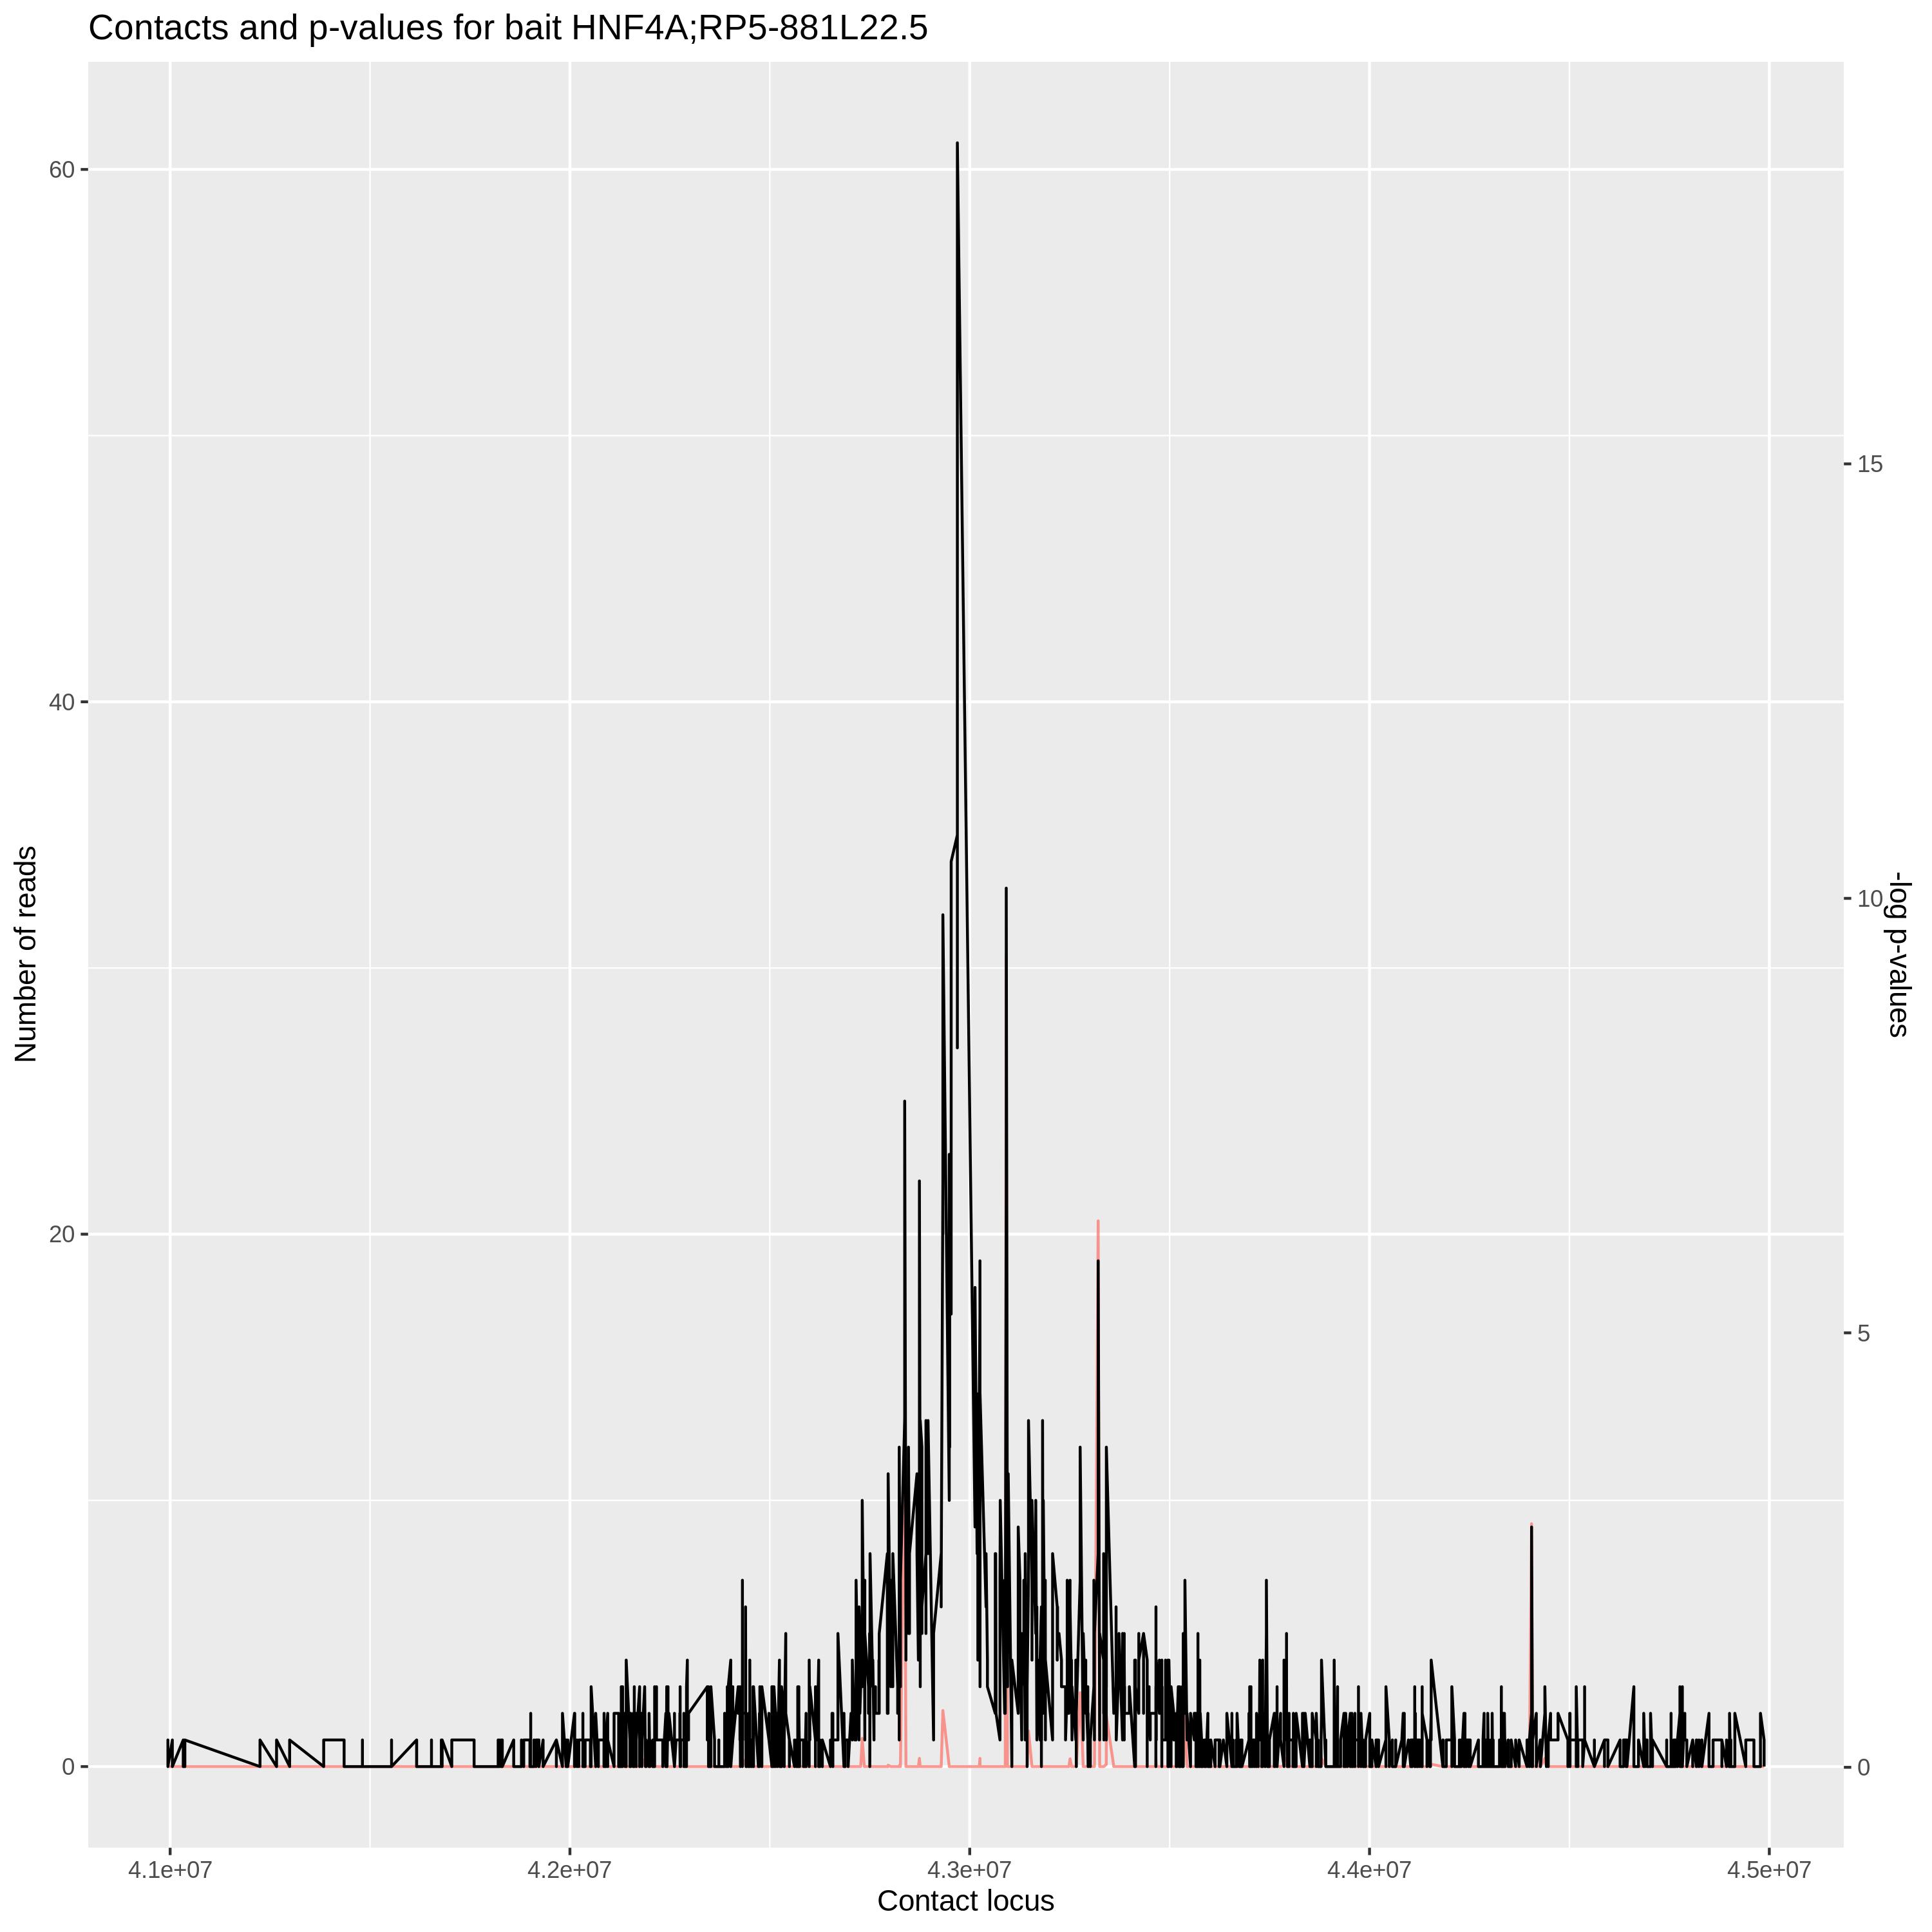 Contacts and p-values for bait HNF4A;RP5-881L22.5
60
40
20
0
Number of reads
15
10
5
0
-log p-values
4.1e+07
4.2e+07
4.3e+07
4.4e+07
4.5e+07
Contact locus